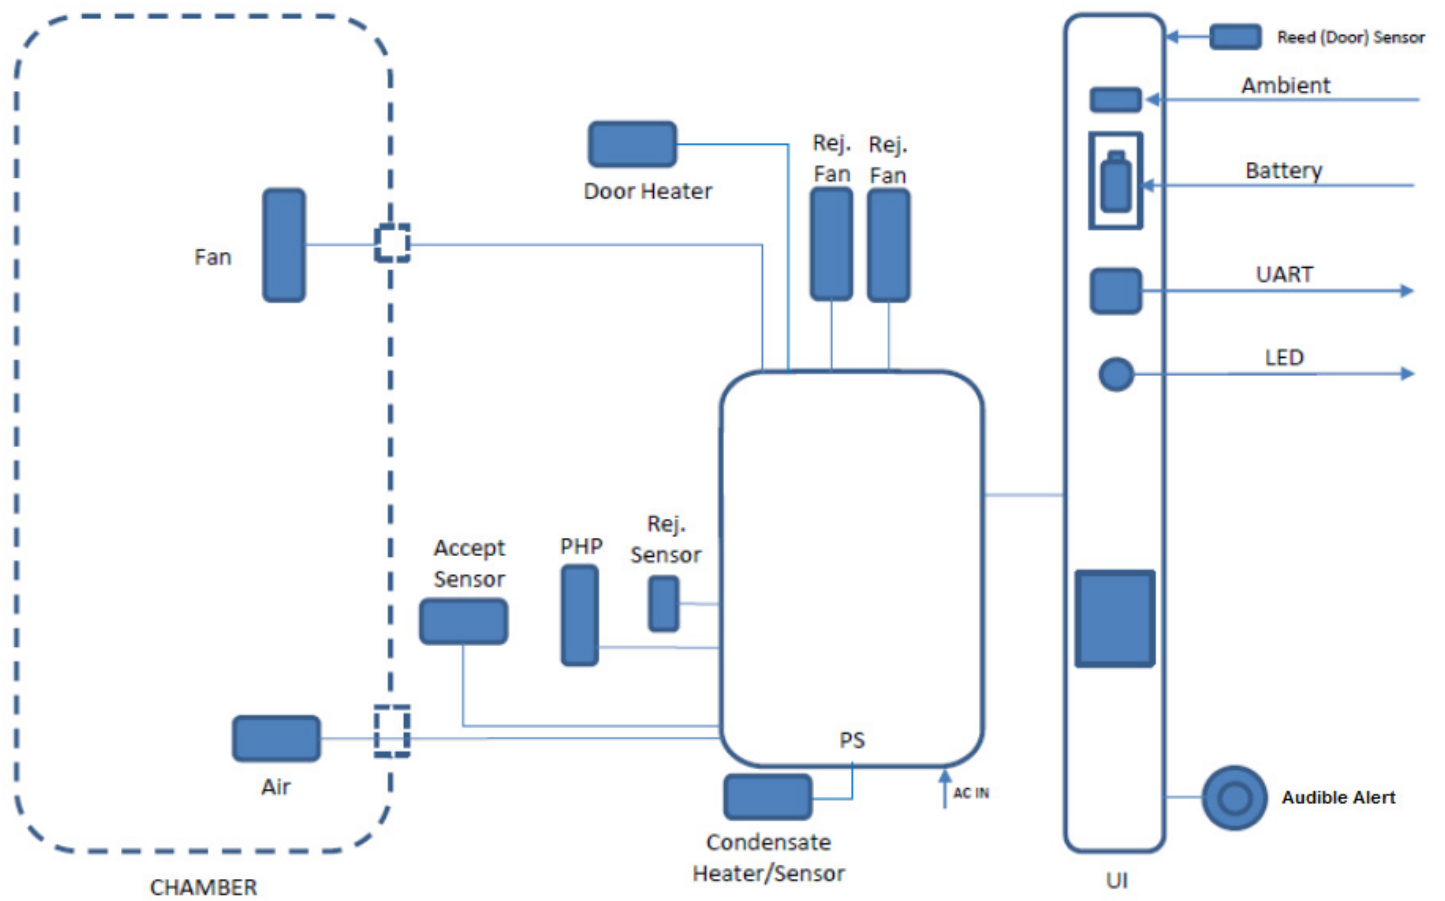 Reed (Door) Sensor
Ambient
Rej.
Fan
Rej.
Fan
Battery
Door Heater
Fan
UART
LED
Rej.
Sensor
PHP
Accept
Sensor
PS
Air
AC IN
Audible Alert
Condensate
Heater/Sensor
CHAMBER
UI